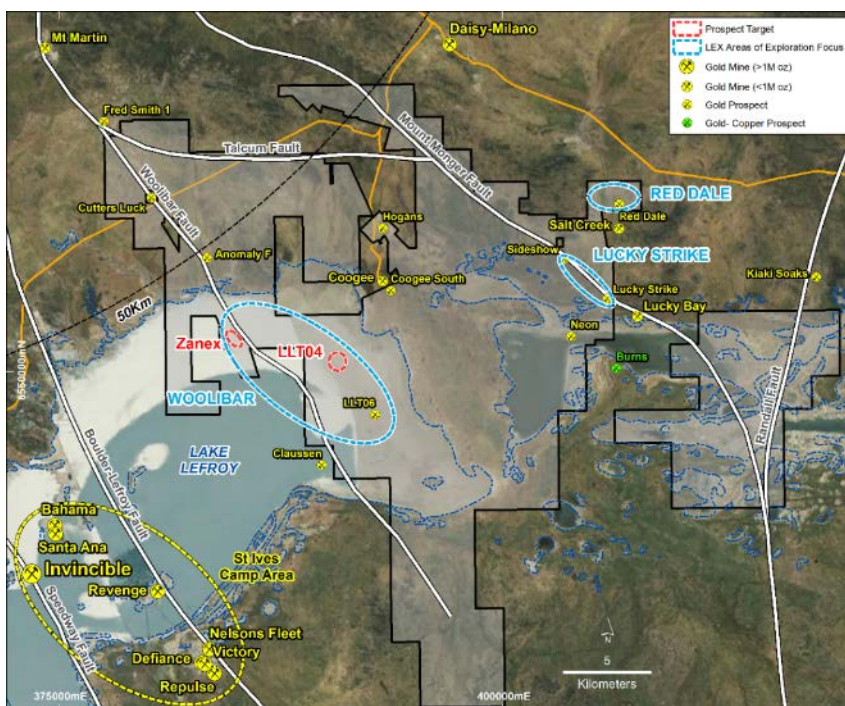 Mt Martin
Daisy-Milano
Prospect Target
LEX Areas of Exploration Focus
Gold Mine (>1M oz)
Gold Mine (<1M oz)
Gold Prospect
Gold- Copper Prospect
Fred Smith 1
Talcum Fault
Mount Monger Fault
Woolibar Fault
Cutters Luck
RED DALE
Red Dale
Hogans
Salt Creek
Sideshow
LUCKY STRIKE
Anomaly F
Coogee
Coogee South
Kiaki Soaks
Lucky Strike
50Km
Lucky Bay
Zanex
LLT04
Neon
6550000mN
Burns
WOOLIBAR
LLT06
Randall Fault
Boulder-Lefroy Fault
LAKE
LEFROY
Claussen
Bahama
Santa Ana
St Ives
Camp Area
Invincible
Revenge
Speedway Fault
Nelsons Fleet
Victory
Defiance
Repulse
N
5
Kilometers
375000mE
400000mE